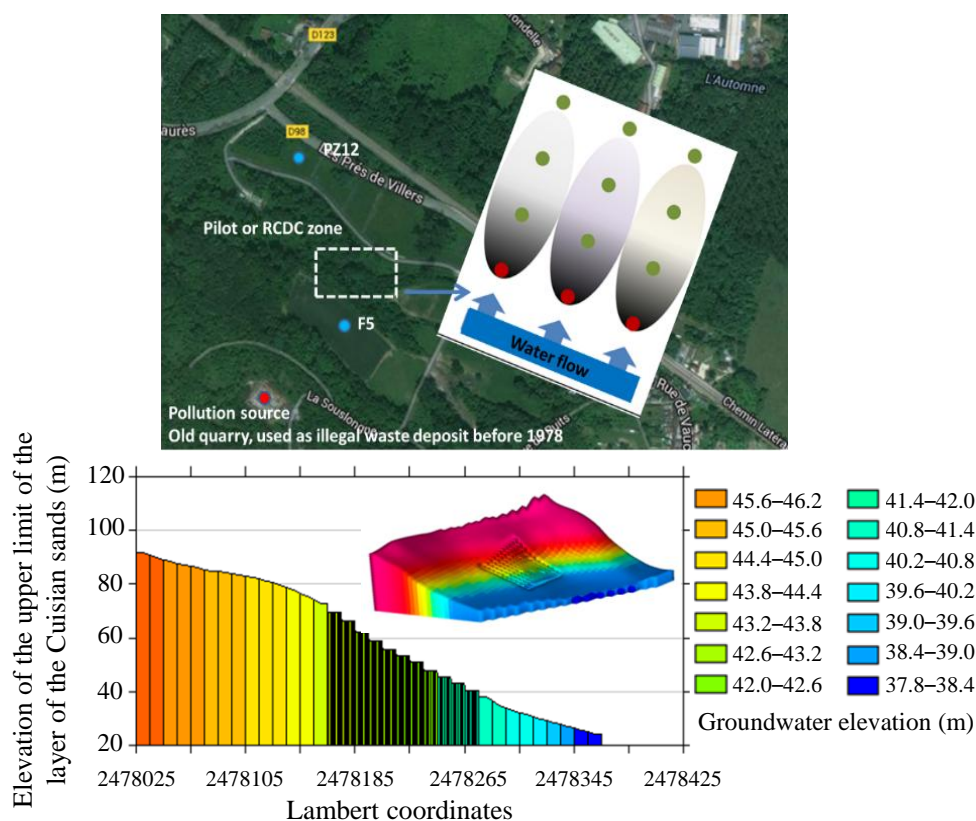 D123
rondelle
L'Automne
aurès
D98
PZ12
Les Prés de Villers
Pilot or RCDC zone
F5
Water flow
La Souslongne
Rue de Vauc
Chemin Latéra
Pollution source
Old quarry, used as illegal waste deposit before 1978
Elevation of the upper limit of the
layer of the Cuisian sands (m)
120
100
80
60
40
20
2478025
2478105
2478185
2478265
2478345
2478425
Lambert coordinates
45.6–46.2
45.0–45.6
44.4–45.0
43.8–44.4
43.2–43.8
42.6–43.2
42.0–42.6
41.4–42.0
40.8–41.4
40.2–40.8
39.6–40.2
39.0–39.6
38.4–39.0
37.8–38.4
Groundwater elevation (m)